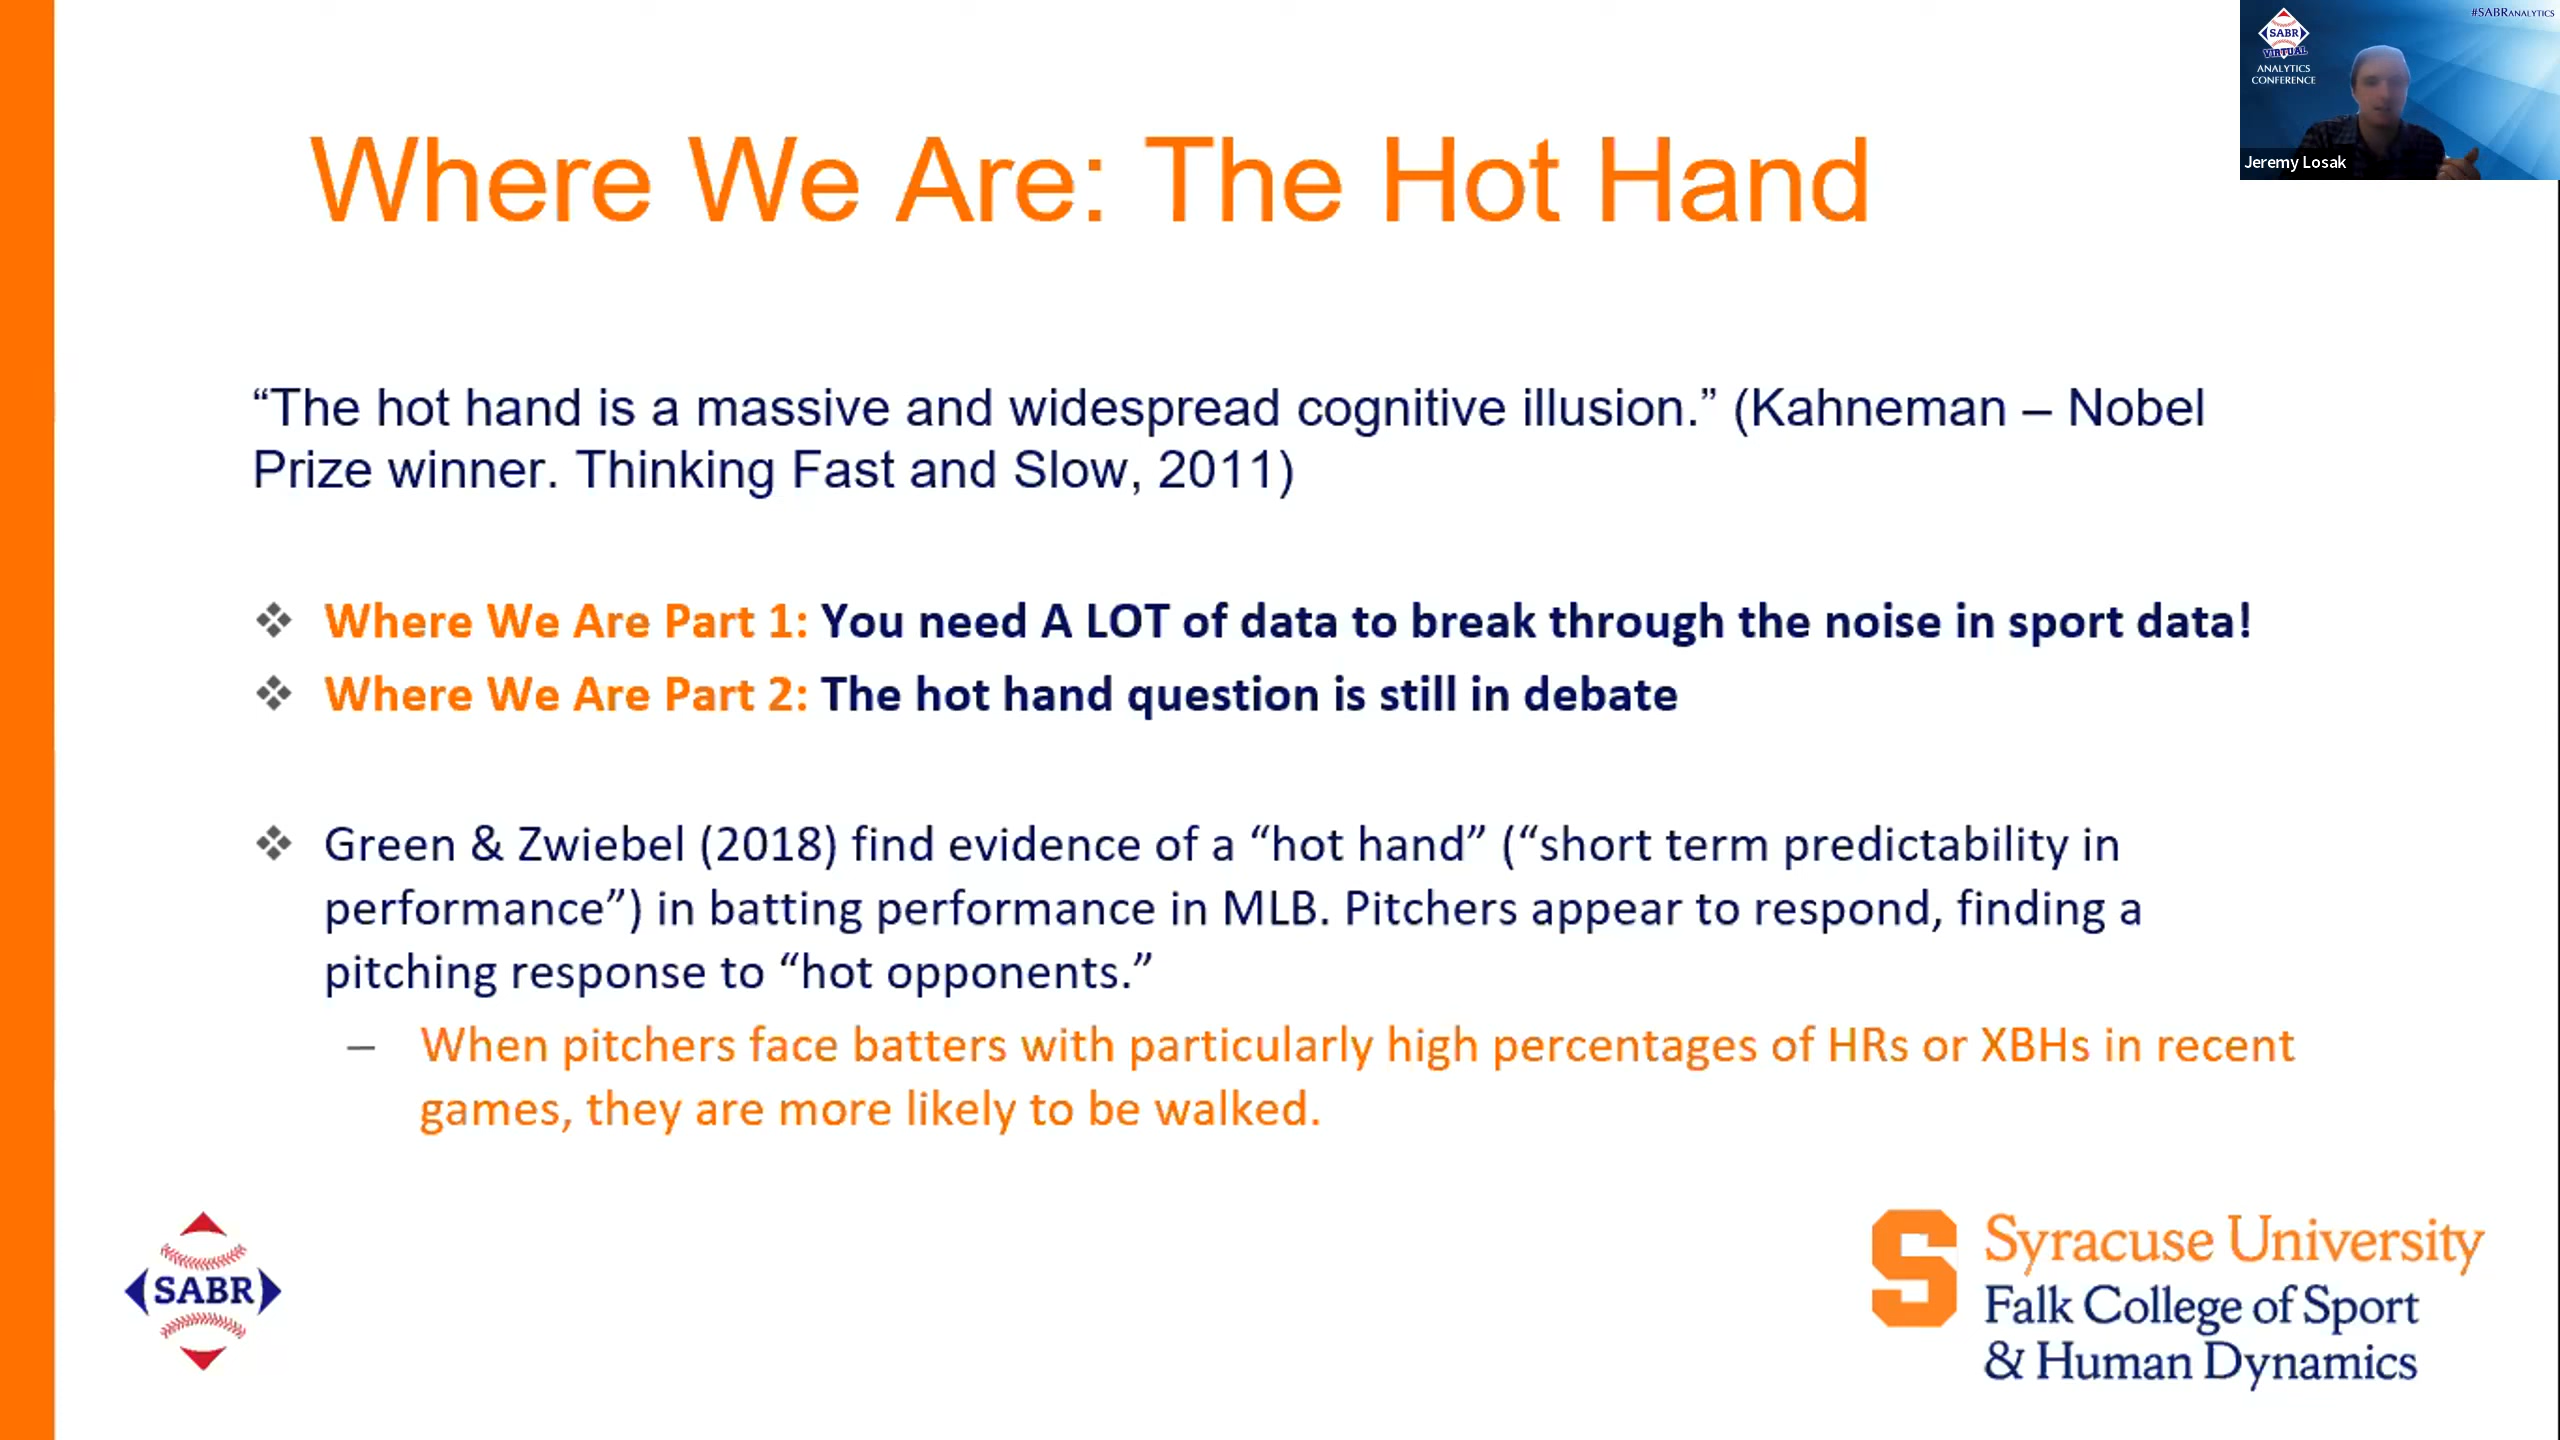 #SABRANALYTICS
SABR
VIRTUAL
ANALYTICS
CONFERENCE
Jeremy Losak
Where We Are: The Hot Hand
“The hot hand is a massive and widespread cognitive illusion.” (Kahneman – Nobel
Prize winner. Thinking Fast and Slow, 2011)
❖ Where We Are Part 1: You need A LOT of data to break through the noise in sport data!
❖ Where We Are Part 2: The hot hand question is still in debate
❖ Green & Zwiebel (2018) find evidence of a “hot hand” (“short term predictability in
performance”) in batting performance in MLB. Pitchers appear to respond, finding a
pitching response to “hot opponents.”
– When pitchers face batters with particularly high percentages of HRs or XBHs in recent
games, they are more likely to be walked.
SABR
S Syracuse University
Falk College of Sport
& Human Dynamics